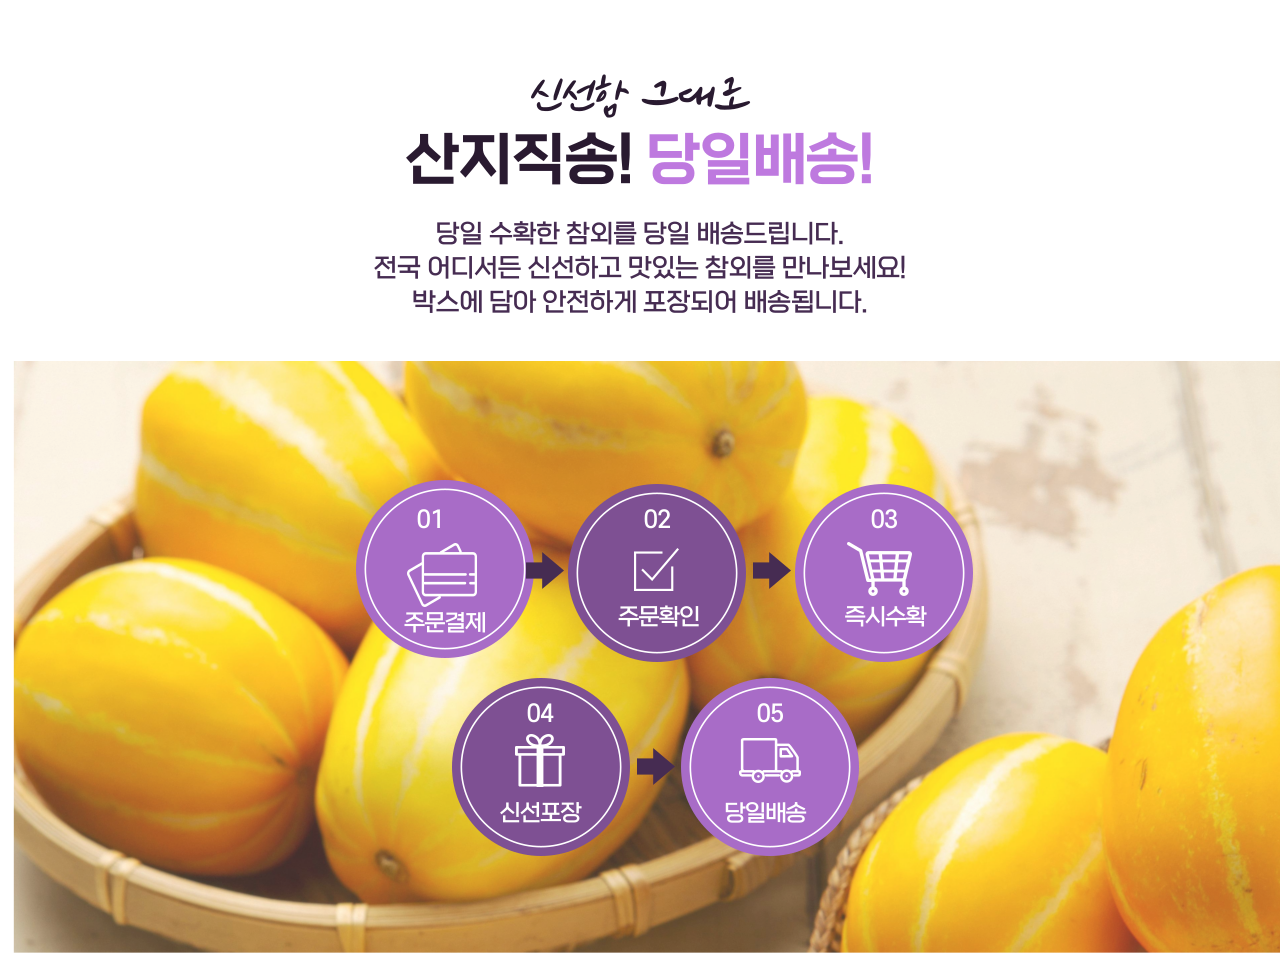 신선함 그대로
산지직송! 당일배송!
당일 수확한 참외를 당일 배송드립니다.
전국 어디서든 신선하고 맛있는 참외를 만나보세요!
박스에 담아 안전하게 포장되어 배송됩니다.
01
주문결제
02
주문확인
03
즉시수확
04
신선포장
05
당일배송